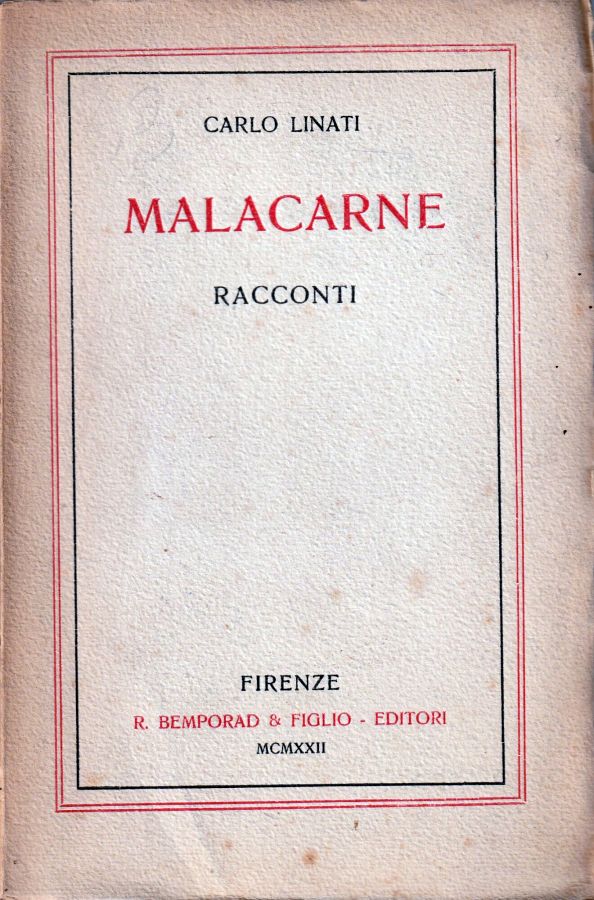 CARLO LINATI
MALACARNE
RACCONTI
FIRENZE
R. BEMPORAD & FIGLIO - EDITORI
MCMXXII